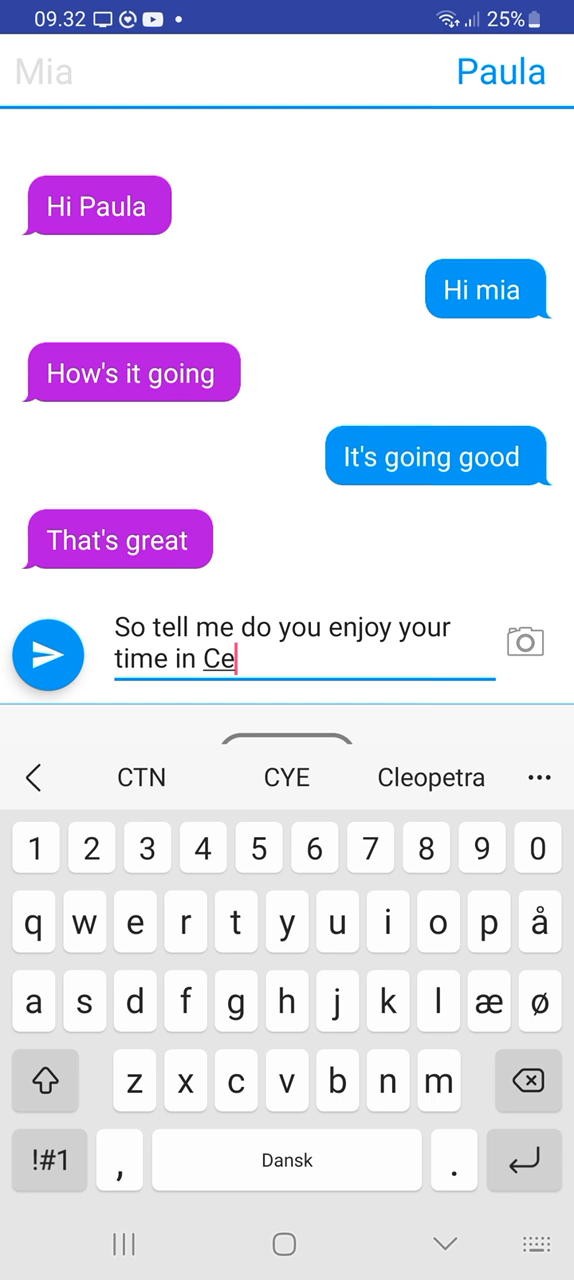 09.32 25%
Mia Paula
Hi Paula
Hi mia
How's it going
It's going good
That's great
So tell me do you enjoy your
time in Ce
CTN CYE Cleopetra
1 2 3 4 5 6 7 8 9 0
q w e r t y u i o p å
a s d f g h j k l æ ø
z x c v b n m
!#1 , Dansk .